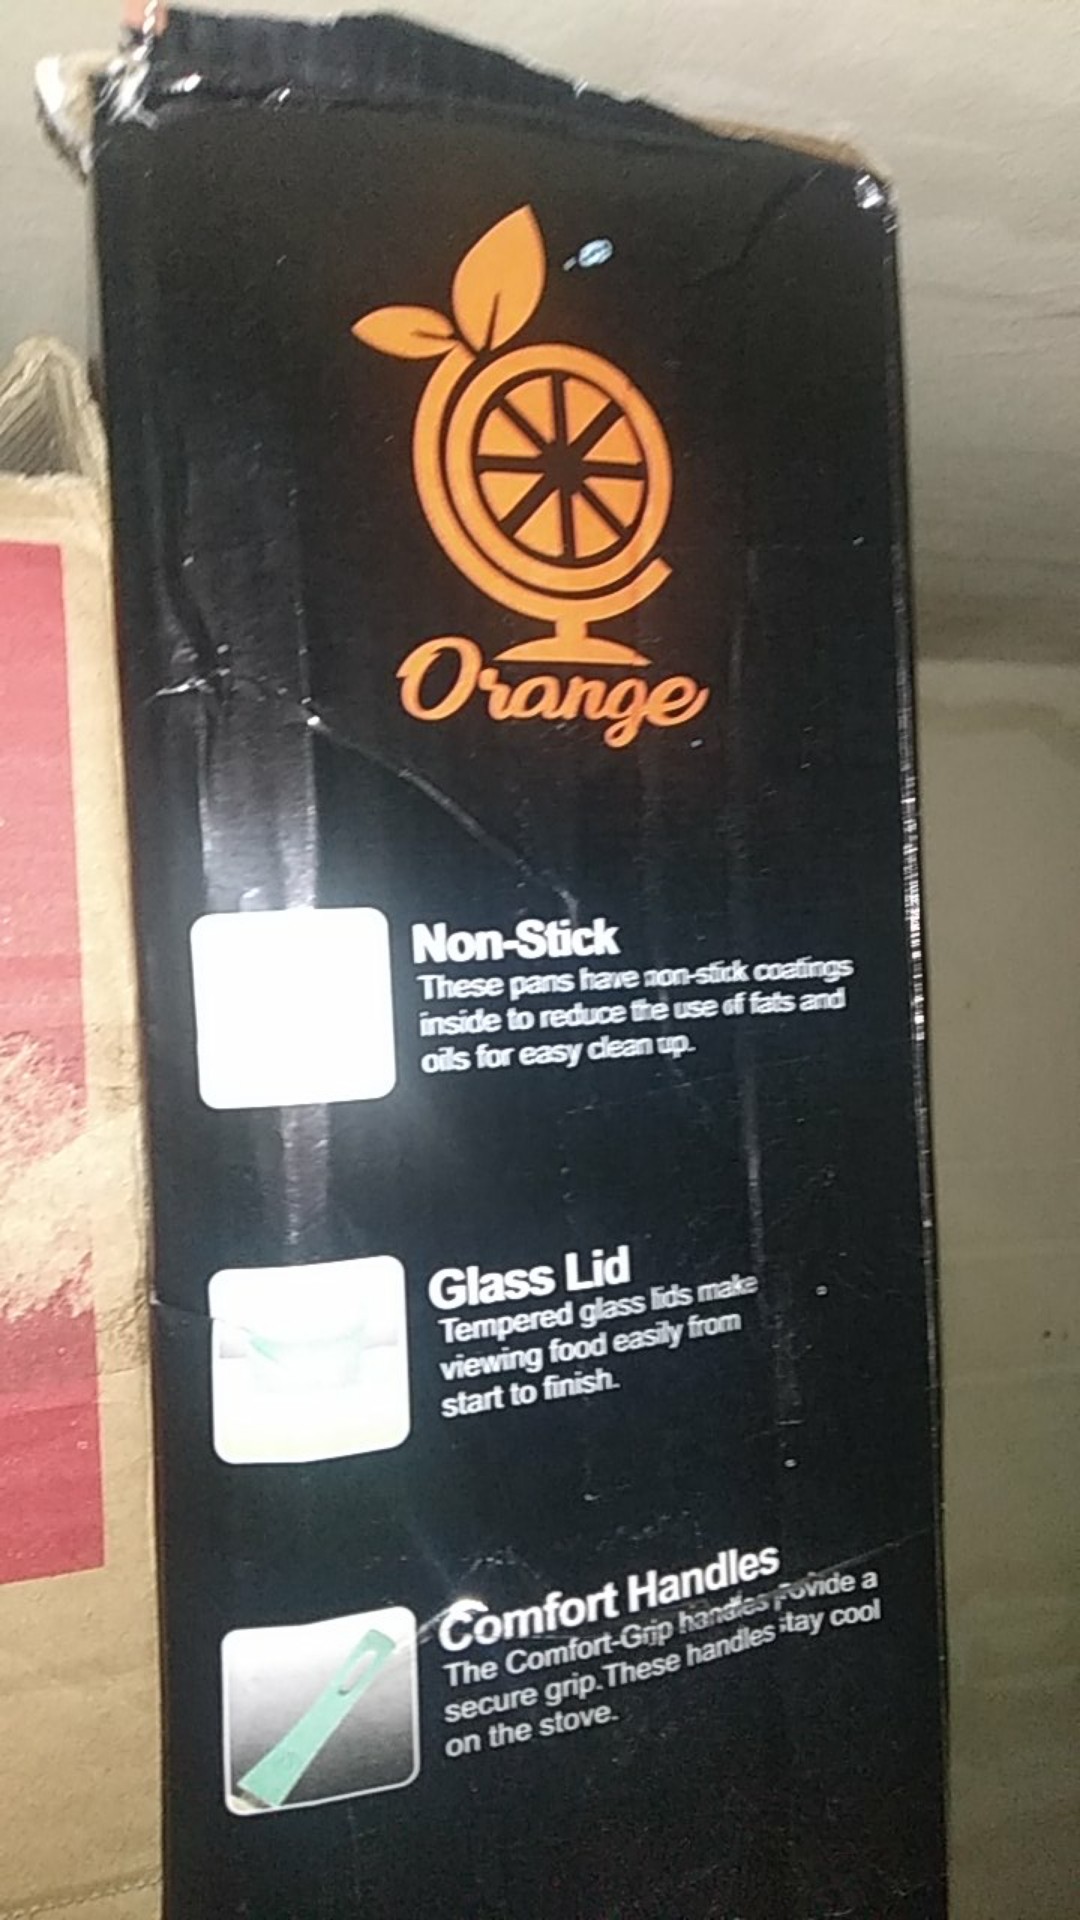 Orange
Non-Stick
These pans have non-stick coatings
inside to reduce the use of fats and
oils for easy clean up.
Glass Lid
Tempered glass lids make
viewing food easily from
start to finish.
Comfort Handles
The Comfort-Grip handles provide a
secure grip.These handles stay cool
on the stove.